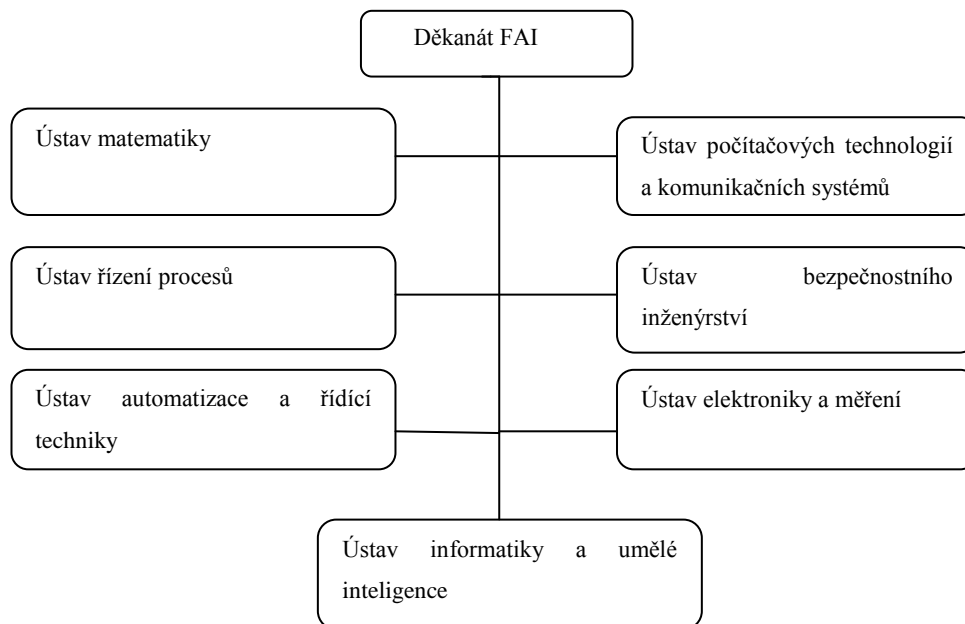 Děkanát FAI
Ústav matematiky
Ústav počítačových technologií
a komunikačních systémů
Ústav řízení procesů
Ústav bezpečnostního
inženýrství
Ústav automatizace a řídící
techniky
Ústav elektroniky a měření
Ústav informatiky a umělé
inteligence